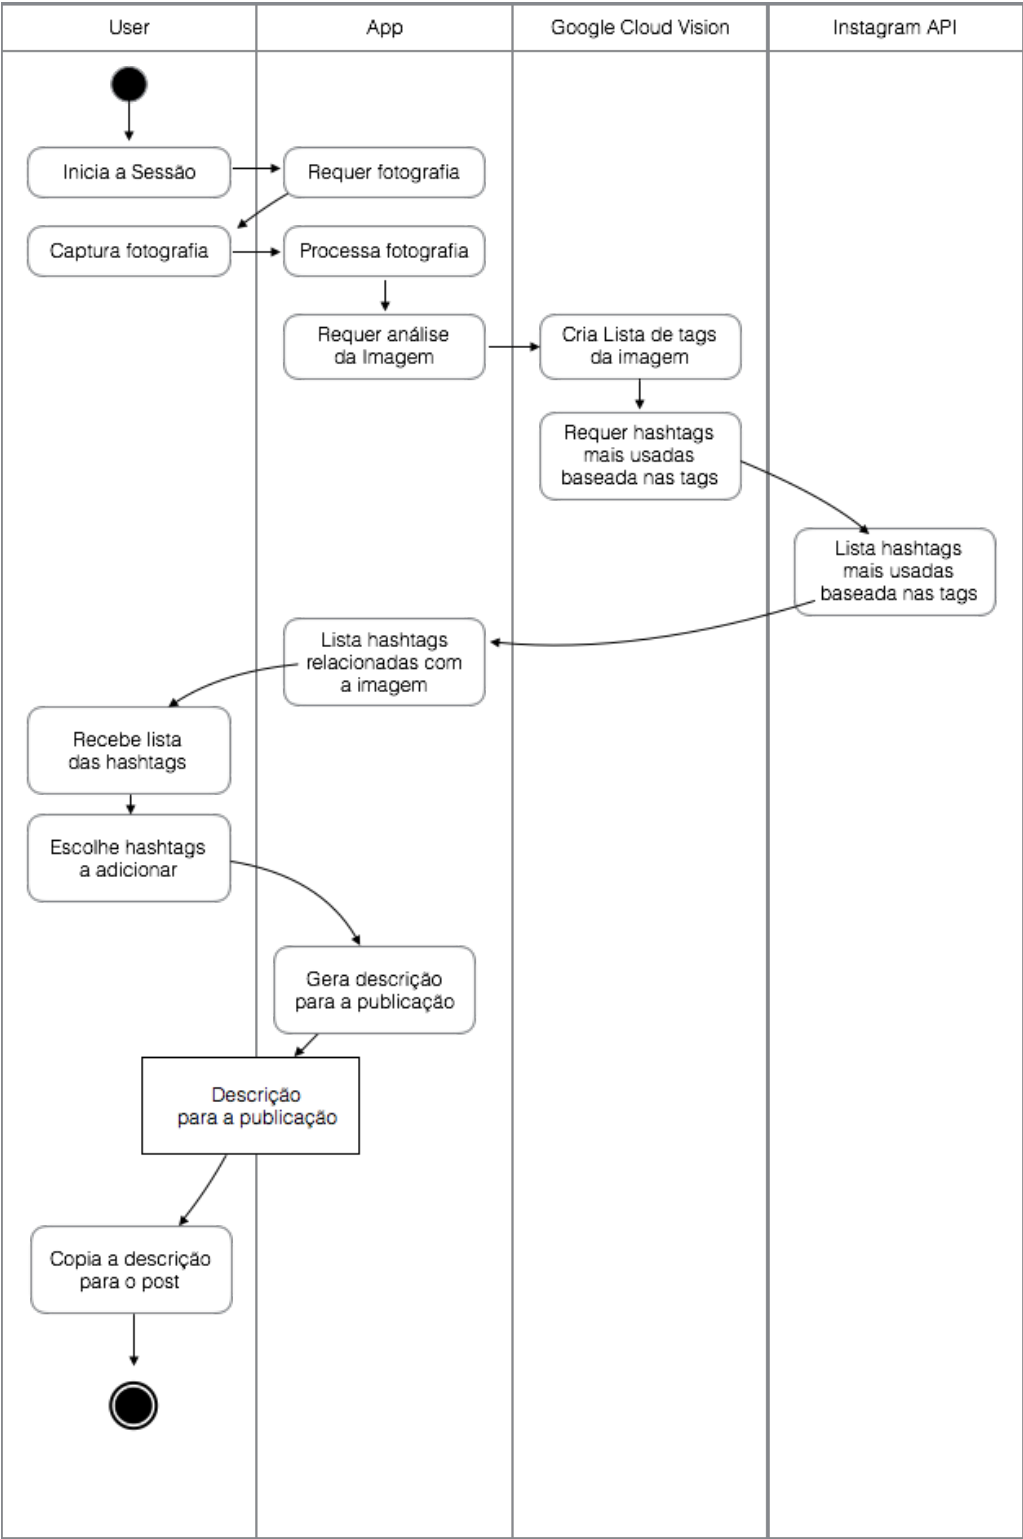 User
App
Google Cloud Vision
Instagram API
Inicia a Sessão
Requer fotografia
Captura fotografia
Processa fotografia
Requer análise
da Imagem
Cria Lista de tags
da imagem
Requer hashtags
mais usadas
baseada nas tags
Lista hashtags
mais usadas
baseada nas tags
Lista hashtags
relacionadas com
a imagem
Recebe lista
das hashtags
Escolhe hashtags
a adicionar
Gera descrição
para a publicação
Descrição
para a publicação
Copia a descrição
para o post